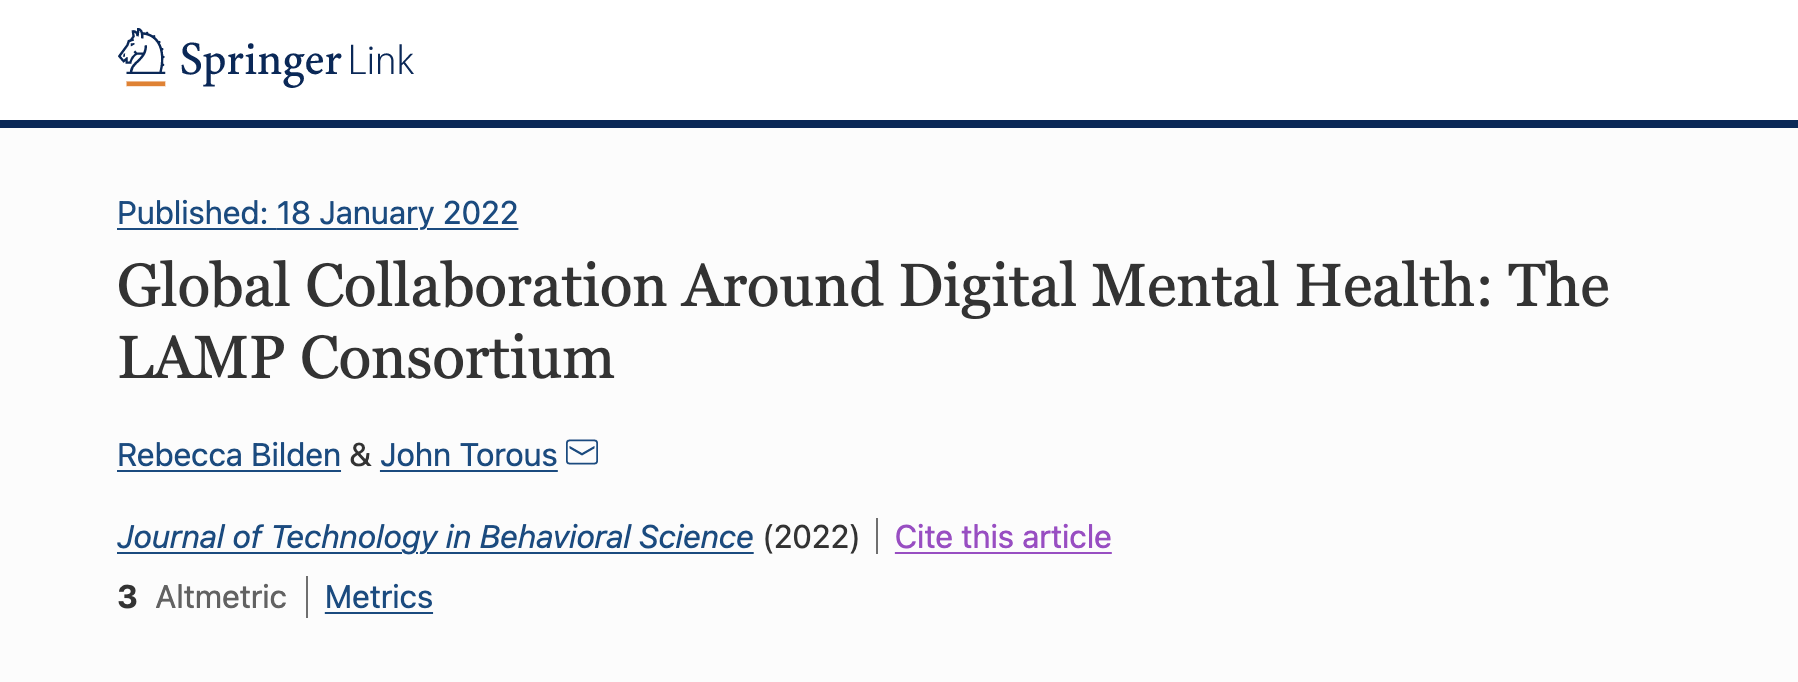 Springer Link
Published: 18 January 2022
Global Collaboration Around Digital Mental Health: The
LAMP Consortium
Rebecca Bilden & John Torous
Journal of Technology in Behavioral Science (2022) | Cite this article
3 Altmetric | Metrics